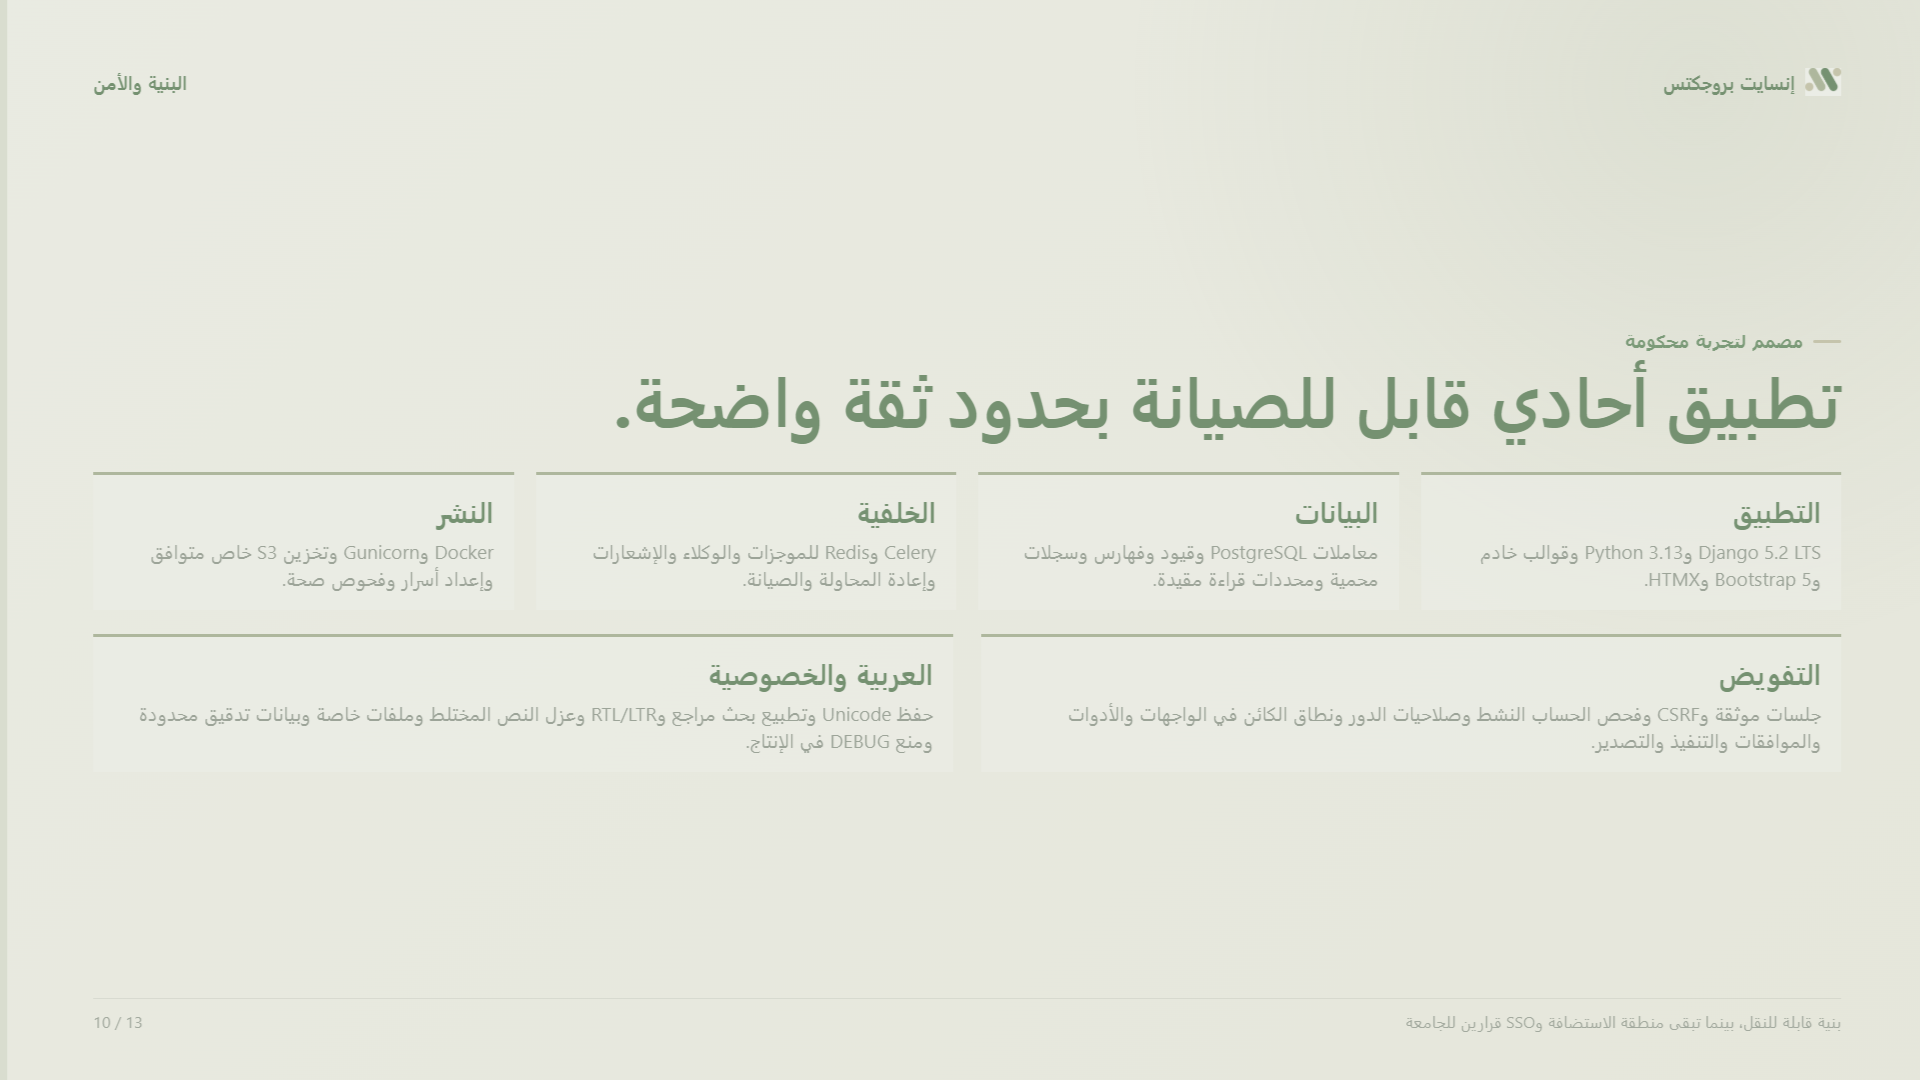 إنسايت بروجكتس
البنية والأمن
مصمم لتجربة محكومة
تطبيق أحادي قابل للصيانة بحدود ثقة واضحة.
التطبيق
Django 5.2 LTS وPython 3.13 وقوالب خادم
وBootstrap 5 وHTMX.
البيانات
معاملات PostgreSQL وقيود وفهارس وسجلات
محمية ومحددات قراءة مقيدة.
الخلفية
Celery وRedis للموجزات والوكلاء والإشعارات
وإعادة المحاولة والصيانة.
النشر
Docker وGunicorn وتخزين S3 خاص متوافق
وإعداد أسرار وفحوص صحة.
التفويض
جلسات موثقة وCSRF وفحص الحساب النشط وصلاحيات الدور ونطاق الكائن في الواجهات والأدوات
والموافقات والتنفيذ والتصدير.
العربية والخصوصية
حفظ Unicode وتطبيع بحث مراجع وRTL/LTR وعزل النص المختلط وملفات خاصة وبيانات تدقيق محدودة
ومنع DEBUG في الإنتاج.
بنية قابلة للنقل، بينما تبقى منطقة الاستضافة وSSO قرارين للجامعة
10 / 13